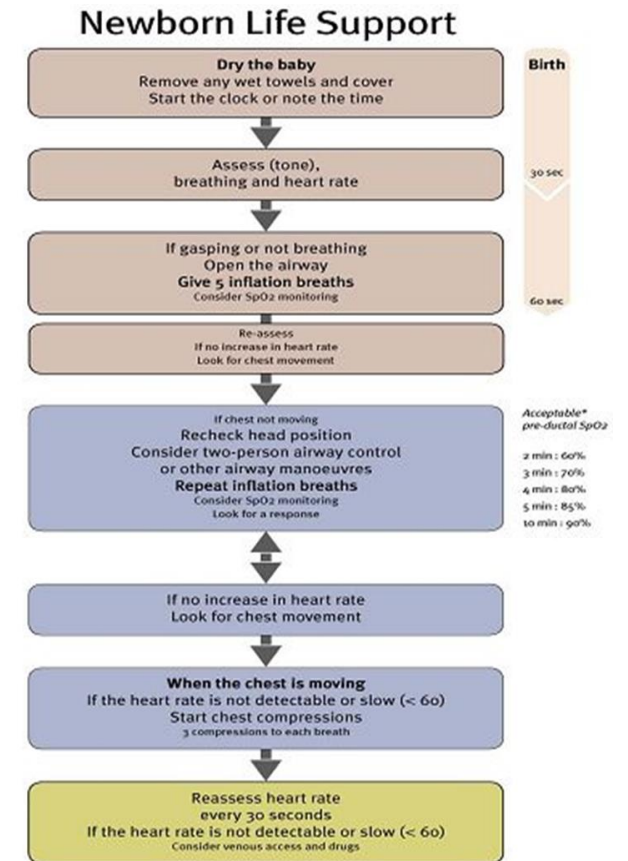 Newborn Life Support
Dry the baby
Remove any wet towels and cover
Start the clock or note the time
Birth
Assess (tone),
breathing and heart rate
30 sec
If gasping or not breathing
Open the airway
Give 5 inflation breaths
Consider SpO2 monitoring
60 sec
Re-assess
If no increase in heart rate
Look for chest movement
If chest not moving
Recheck head position
Consider two-person airway control
or other airway manoeuvres
Repeat inflation breaths
Consider SpO2 monitoring
Look for a response
Acceptable*
pre-ductal SpO2
2 min : 60%
3 min : 70%
4 min : 80%
5 min : 85%
10 min : 90%
If no increase in heart rate
Look for chest movement
When the chest is moving
If the heart rate is not detectable or slow (< 60)
Start chest compressions
3 compressions to each breath
Reassess heart rate
every 30 seconds
If the heart rate is not detectable or slow (< 60)
Consider venous access and drugs